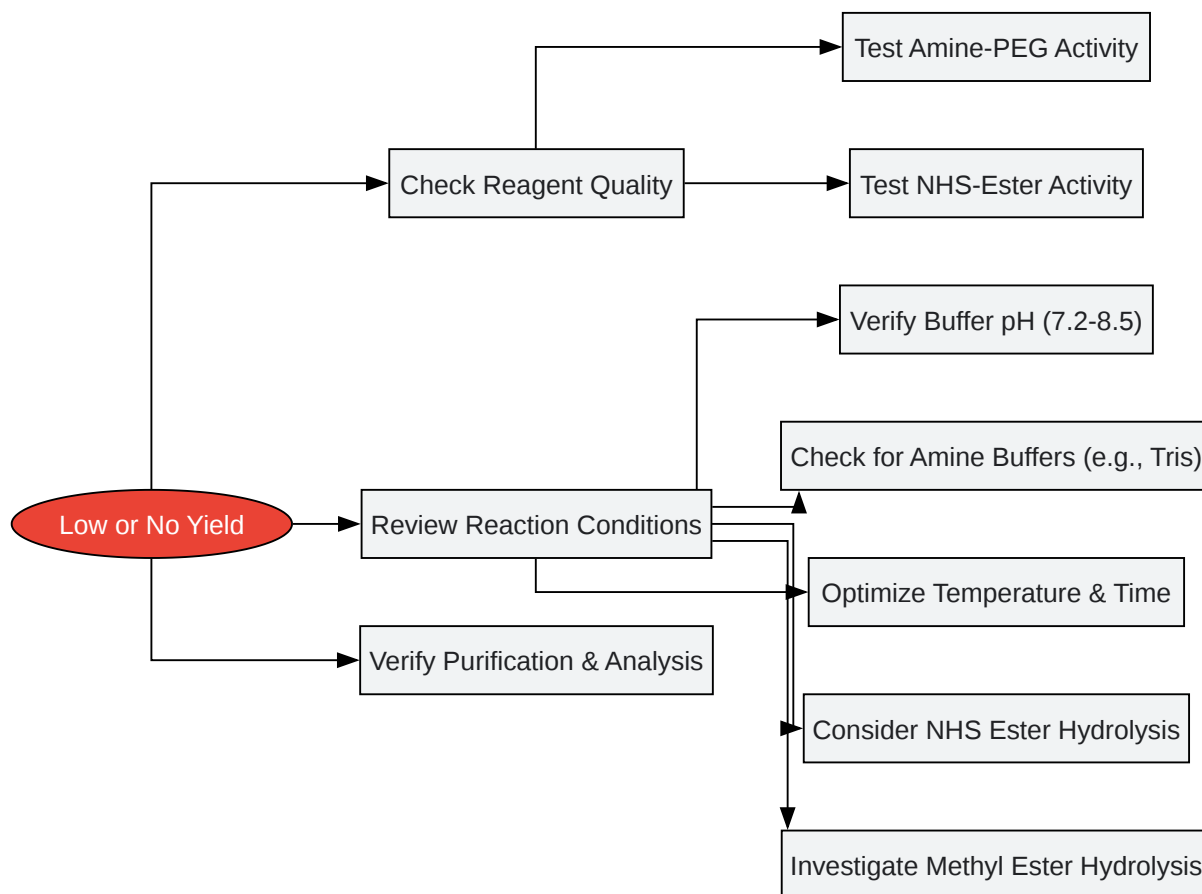 Test Amine-PEG Activity
Check Reagent Quality
Test NHS-Ester Activity
Verify Buffer pH (7.2-8.5)
Check for Amine Buffers (e.g., Tris)
Low or No Yield
Review Reaction Conditions
Optimize Temperature & Time
Verify Purification & Analysis
Consider NHS Ester Hydrolysis
Investigate Methyl Ester Hydrolysis